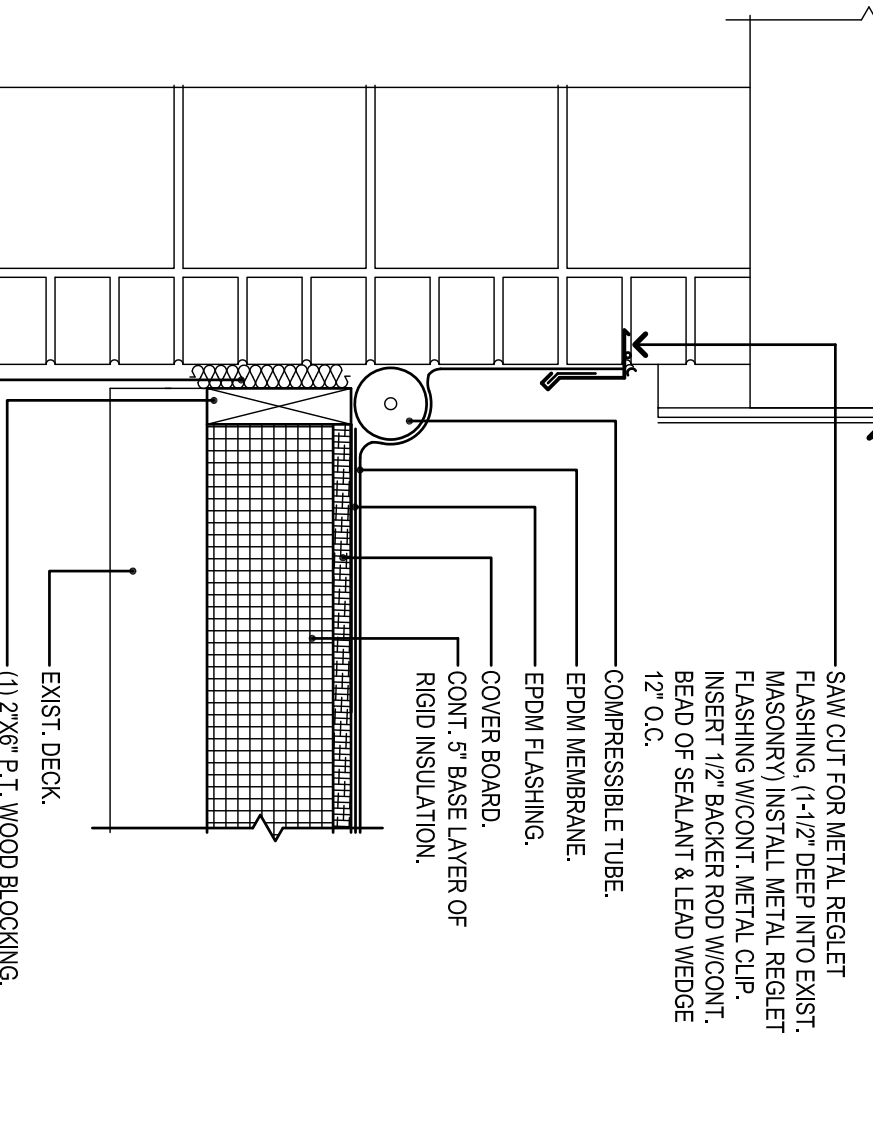 SAW CUT FOR METAL REGLET
FLASHING, (1-1/2" DEEP INTO EXIST.
MASONRY) INSTALL METAL REGLET
FLASHING W/CONT. METAL CLIP.
INSERT 1/2" BACKER ROD W/CONT.
BEAD OF SEALANT & LEAD WEDGE
12" O.C.
COMPRESSIBLE TUBE.
EPDM MEMBRANE.
EPDM FLASHING.
COVER BOARD.
CONT. 5" BASE LAYER OF
RIGID INSULATION.
EXIST. DECK.
(1) 2"X6" P.T. WOOD BLOCKING.